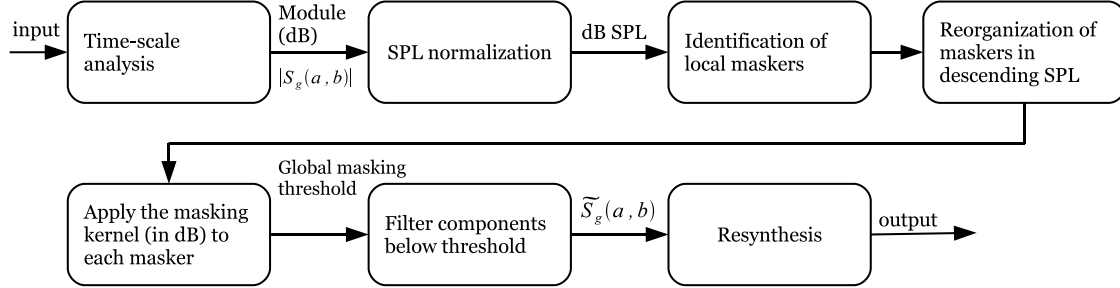 input
Time-scale
analysis
Module
(dB)
|S_g(a,b)|
SPL normalization
dB SPL
Identification of
local maskers
Reorganization of
maskers in
descending SPL
Apply the masking
kernel (in dB) to
each masker
Global masking
threshold
Filter components
below threshold
S̃_g(a,b)
Resynthesis
output